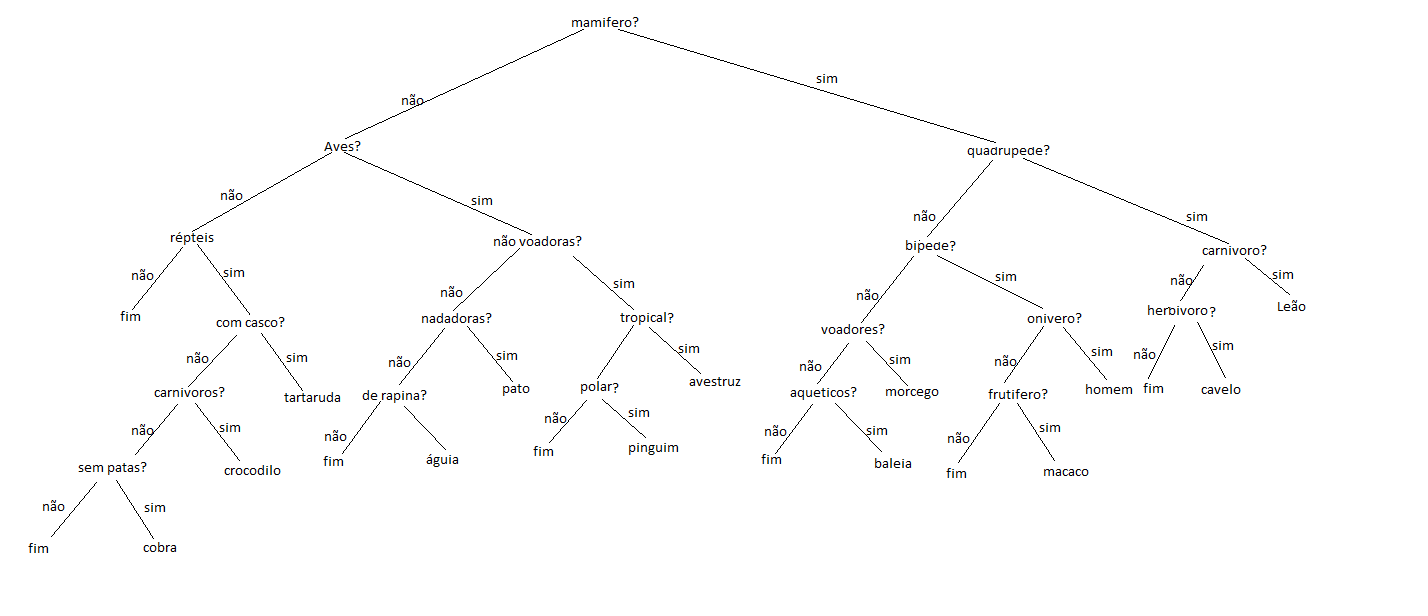 mamifero?
sim
não
Aves?
quadrupede?
não
sim
não
sim
répteis
não voadoras?
bipede?
carnivoro?
não
sim
não
sim
não
sim
não
sim
fim
com casco?
nadadoras?
tropical?
voadores?
onivero?
herbivoro?
Leão
não
sim
não
sim
sim
não
sim
não
sim
não
sim
carnivoros?
tartaruda
de rapina?
pato
polar?
avestruz
aqueticos?
morcego
frutifero?
homem
fim
cavelo
não
sim
não
não
sim
não
sim
não
sim
sem patas?
crocodilo
fim
águia
fim
pinguim
fim
baleia
fim
macaco
não
sim
fim
cobra